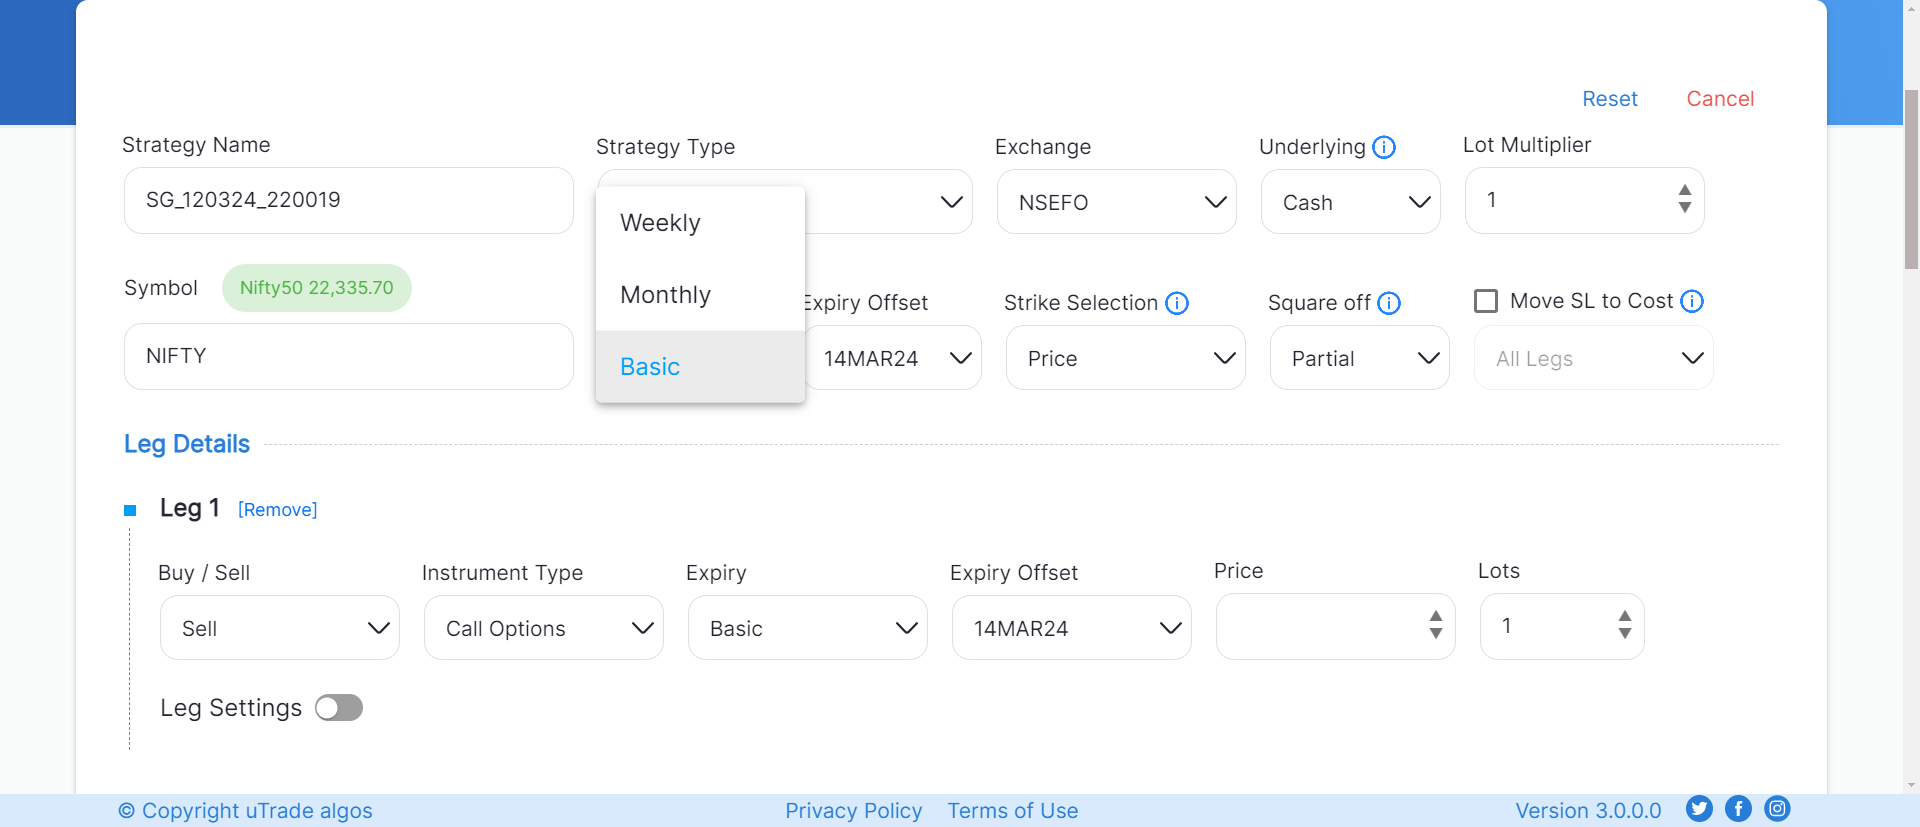 Reset Cancel
Strategy Name Strategy Type Exchange Underlying Lot Multiplier
SG_120324_220019 NSEFO Cash 1
Weekly
Monthly
Basic
Symbol Nifty50 22,335.70 Expiry Offset Strike Selection Square off Move SL to Cost
NIFTY 14MAR24 Price Partial All Legs
Leg Details
Leg 1 [Remove]
Buy / Sell Instrument Type Expiry Expiry Offset Price Lots
Sell Call Options Basic 14MAR24 1
Leg Settings
© Copyright uTrade algos Privacy Policy Terms of Use Version 3.0.0.0